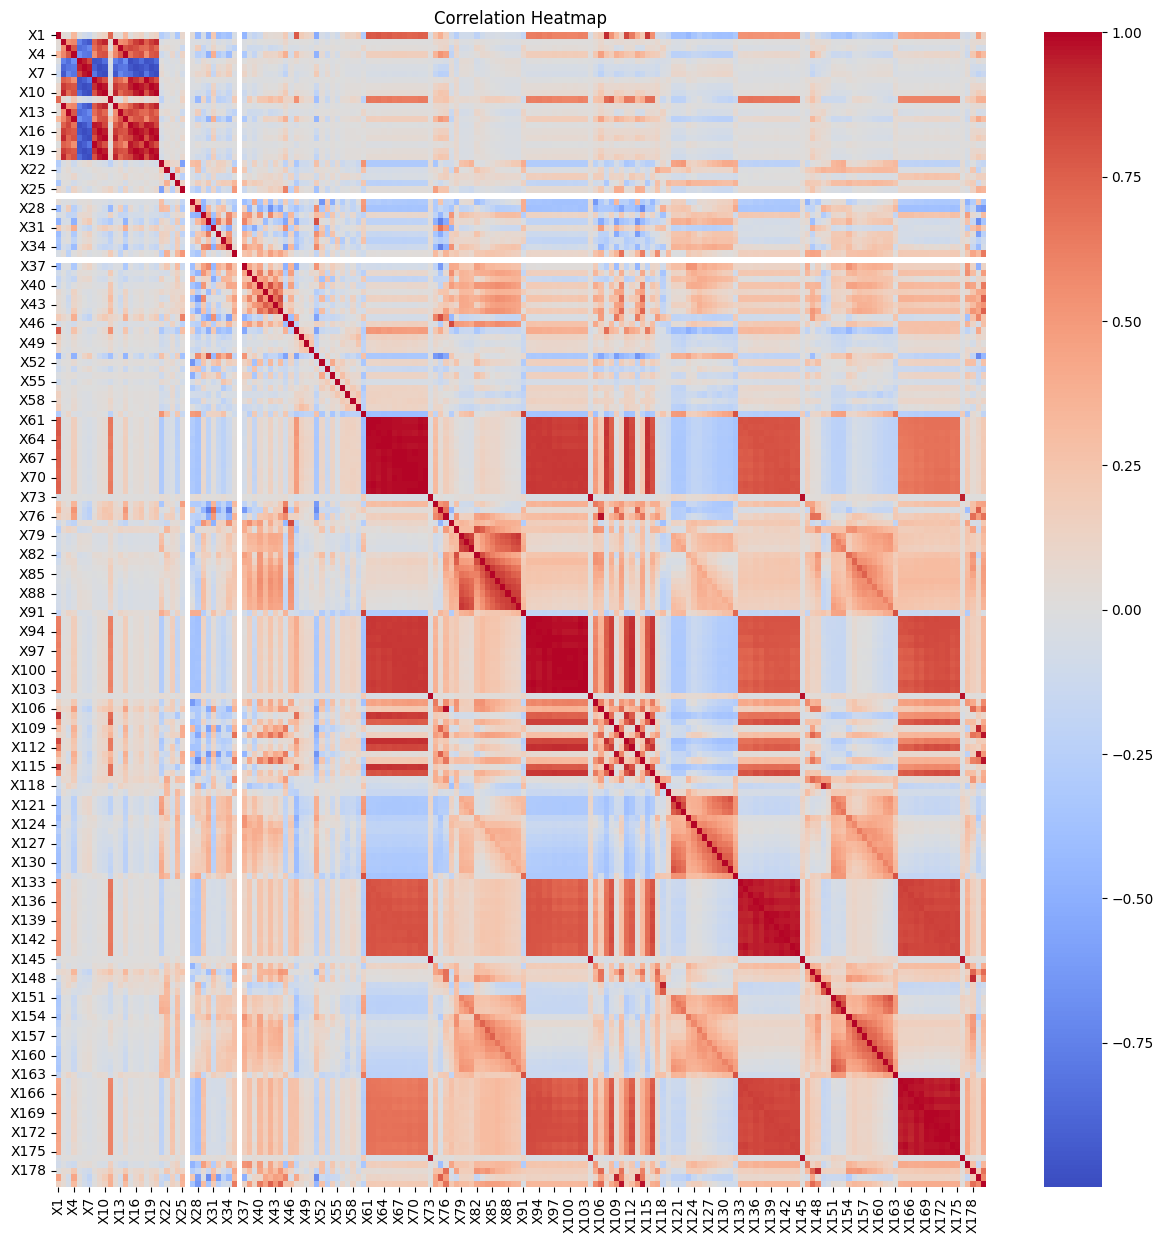 Correlation Heatmap
X1
X4
X7
X10
X13
X16
X19
X22
X25
X28
X31
X34
X37
X40
X43
X46
X49
X52
X55
X58
X61
X64
X67
X70
X73
X76
X79
X82
X85
X88
X91
X94
X97
X100
X103
X106
X109
X112
X115
X118
X121
X124
X127
X130
X133
X136
X139
X142
X145
X148
X151
X154
X157
X160
X163
X166
X169
X172
X175
X178
X1 X4 X7 X10 X13 X16 X19 X22 X25 X28 X31 X34 X37 X40 X43 X46 X49 X52 X55 X58 X61 X64 X67 X70 X73 X76 X79 X82 X85 X88 X91 X94 X97 X100 X103 X106 X109 X112 X115 X118 X121 X124 X127 X130 X133 X136 X139 X142 X145 X148 X151 X154 X157 X160 X163 X166 X169 X172 X175 X178
1.00
0.75
0.50
0.25
0.00
−0.25
−0.50
−0.75